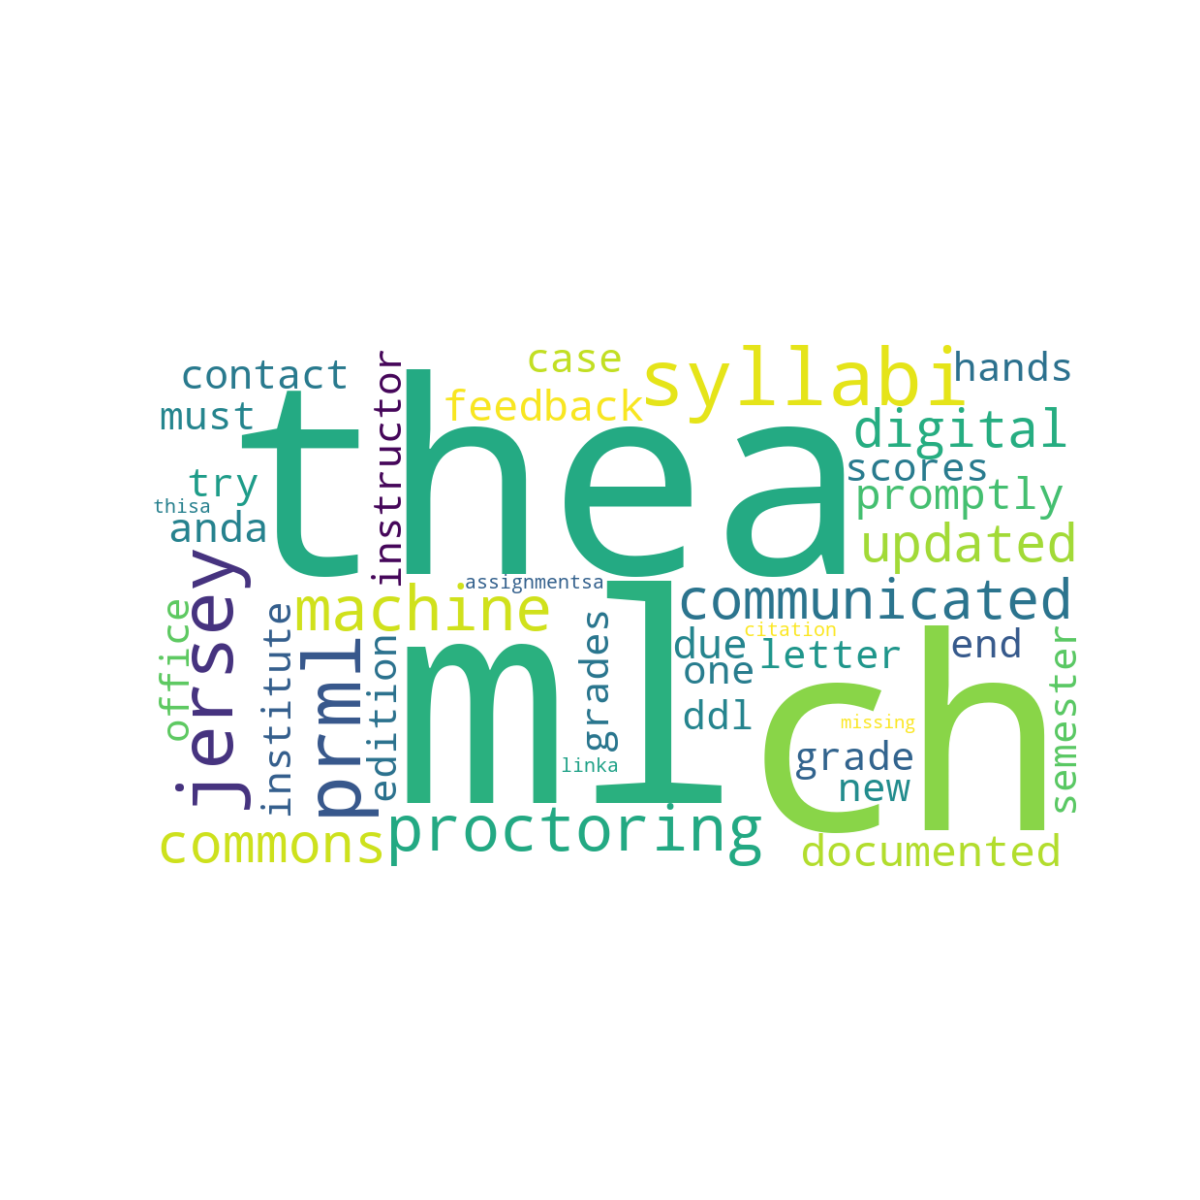 case
syllabi
hands
contact
instructor
thea
feedback
must
digital
scores
try
promptly
thisa
anda
updated
jersey
assignmentsa
machine
communicated
office
institute
prml
edition
mlch
grades
due
citation
letter
end
semester
one
ddl
missing
grade
linka
new
commons
proctoring
documented